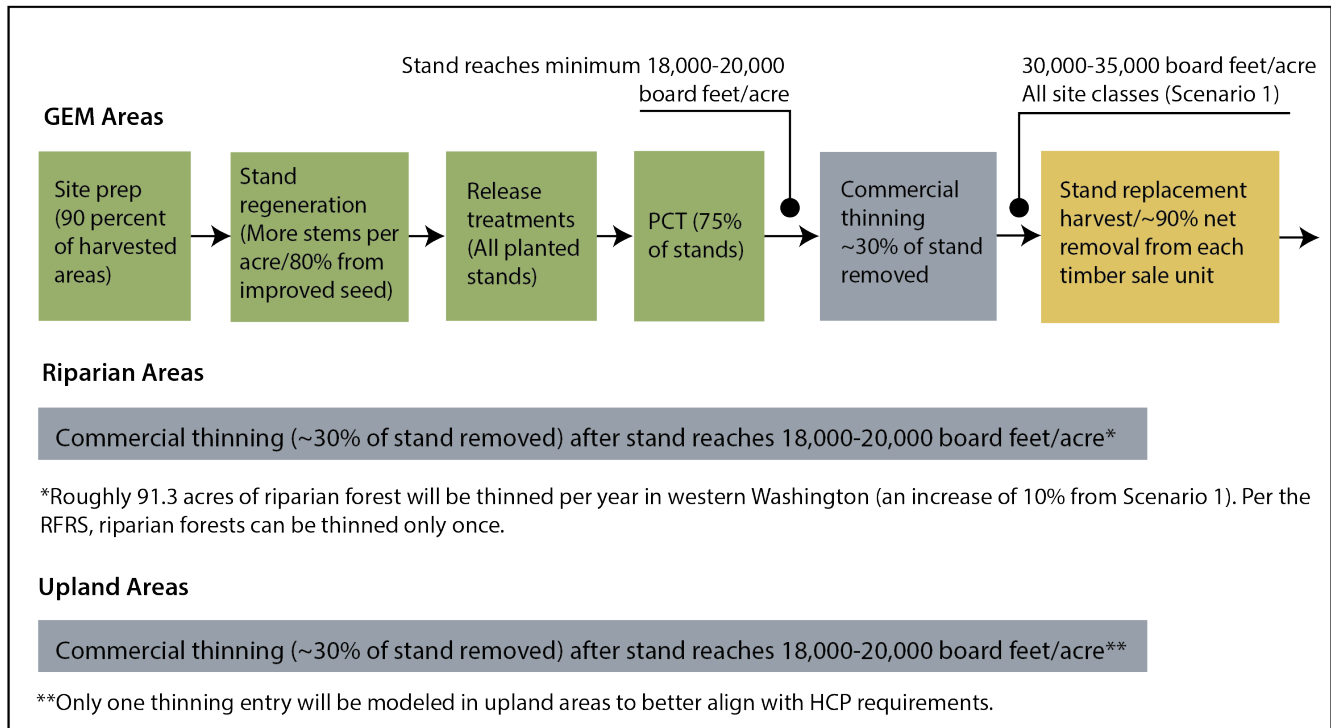 Stand reaches minimum 18,000-20,000
board feet/acre
30,000-35,000 board feet/acre
All site classes (Scenario 1)
GEM Areas
Site prep
(90 percent
of harvested
areas)
Stand
regeneration
(More stems per
acre/80% from
improved seed)
Release
treatments
(All planted
stands)
PCT (75%
of stands)
Commercial
thinning
~30% of stand
removed
Stand replacement
harvest/~90% net
removal from each
timber sale unit
Riparian Areas
Commercial thinning (~30% of stand removed) after stand reaches 18,000-20,000 board feet/acre*
*Roughly 91.3 acres of riparian forest will be thinned per year in western Washington (an increase of 10% from Scenario 1). Per the
RFRS, riparian forests can be thinned only once.
Upland Areas
Commercial thinning (~30% of stand removed) after stand reaches 18,000-20,000 board feet/acre**
**Only one thinning entry will be modeled in upland areas to better align with HCP requirements.